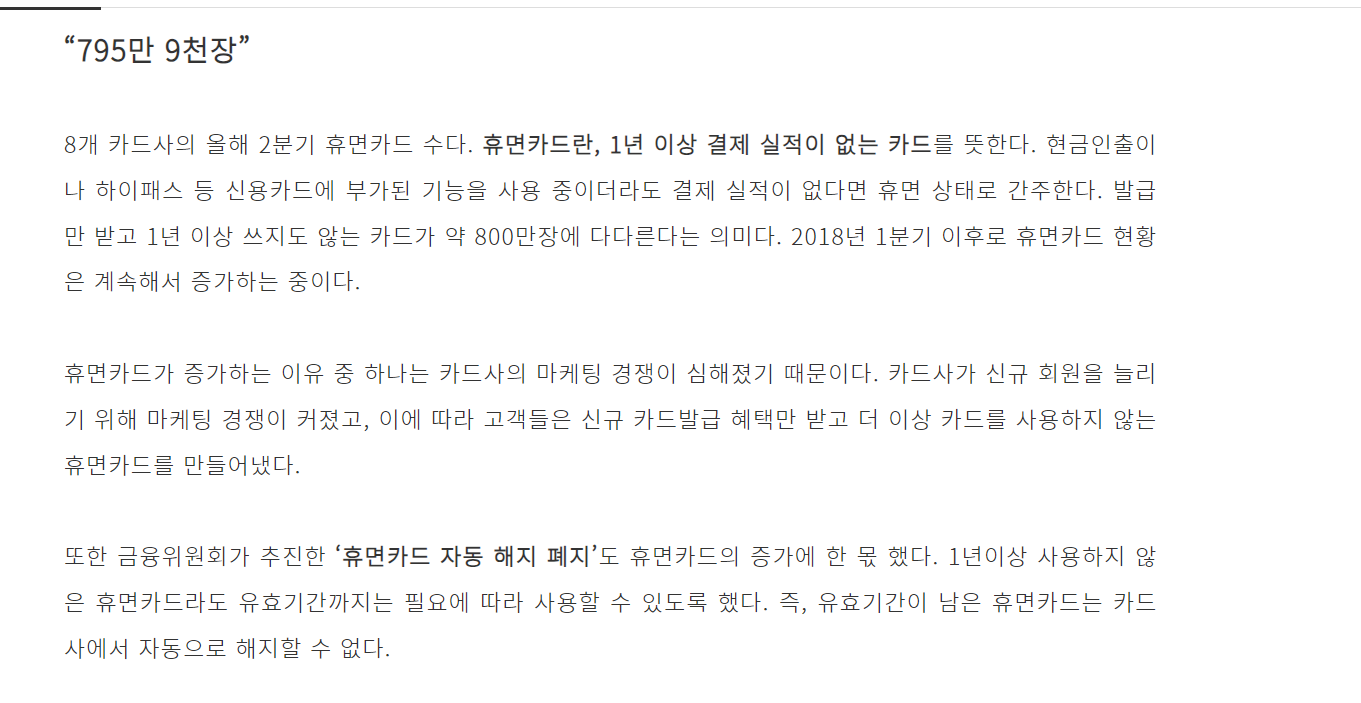 “795만 9천장”
8개 카드사의 올해 2분기 휴면카드 수다. 휴면카드란, 1년 이상 결제 실적이 없는 카드를 뜻한다. 현금인출이
나 하이패스 등 신용카드에 부가된 기능을 사용 중이더라도 결제 실적이 없다면 휴면 상태로 간주한다. 발급
만 받고 1년 이상 쓰지도 않는 카드가 약 800만장에 다다른다는 의미다. 2018년 1분기 이후로 휴면카드 현황
은 계속해서 증가하는 중이다.
휴면카드가 증가하는 이유 중 하나는 카드사의 마케팅 경쟁이 심해졌기 때문이다. 카드사가 신규 회원을 늘리
기 위해 마케팅 경쟁이 커졌고, 이에 따라 고객들은 신규 카드발급 혜택만 받고 더 이상 카드를 사용하지 않는
휴면카드를 만들어냈다.
또한 금융위원회가 추진한 ‘휴면카드 자동 해지 폐지’도 휴면카드의 증가에 한 몫 했다. 1년이상 사용하지 않
은 휴면카드라도 유효기간까지는 필요에 따라 사용할 수 있도록 했다. 즉, 유효기간이 남은 휴면카드는 카드
사에서 자동으로 해지할 수 없다.